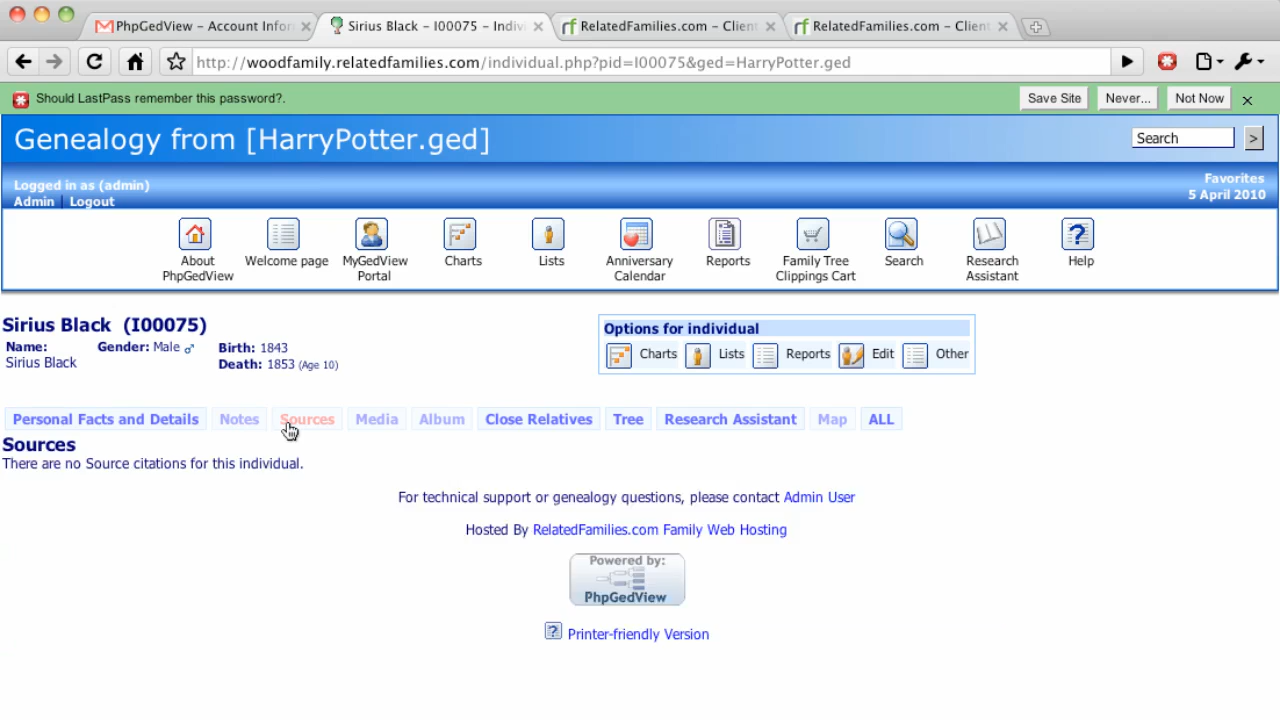 PhpGedView – Account Infor
Sirius Black – I00075 – Indivi
RelatedFamilies.com – Client
RelatedFamilies.com – Client
http://woodfamily.relatedfamilies.com/individual.php?pid=I00075&ged=HarryPotter.ged
Should LastPass remember this password?.
Save Site
Never...
Not Now
Genealogy from [HarryPotter.ged]
Search
>
Logged in as (admin)
Admin | Logout
Favorites
5 April 2010
About PhpGedView
Welcome page
MyGedView Portal
Charts
Lists
Anniversary Calendar
Reports
Family Tree Clippings Cart
Search
Research Assistant
Help
Sirius Black (I00075)
Name: Gender: Male ♂ Birth: 1843
Sirius Black Death: 1853 (Age 10)
Options for individual
Charts Lists Reports Edit Other
Personal Facts and Details Notes Sources Media Album Close Relatives Tree Research Assistant Map ALL
Sources
There are no Source citations for this individual.
For technical support or genealogy questions, please contact Admin User
Hosted By RelatedFamilies.com Family Web Hosting
Powered by:
PhpGedView
Printer-friendly Version